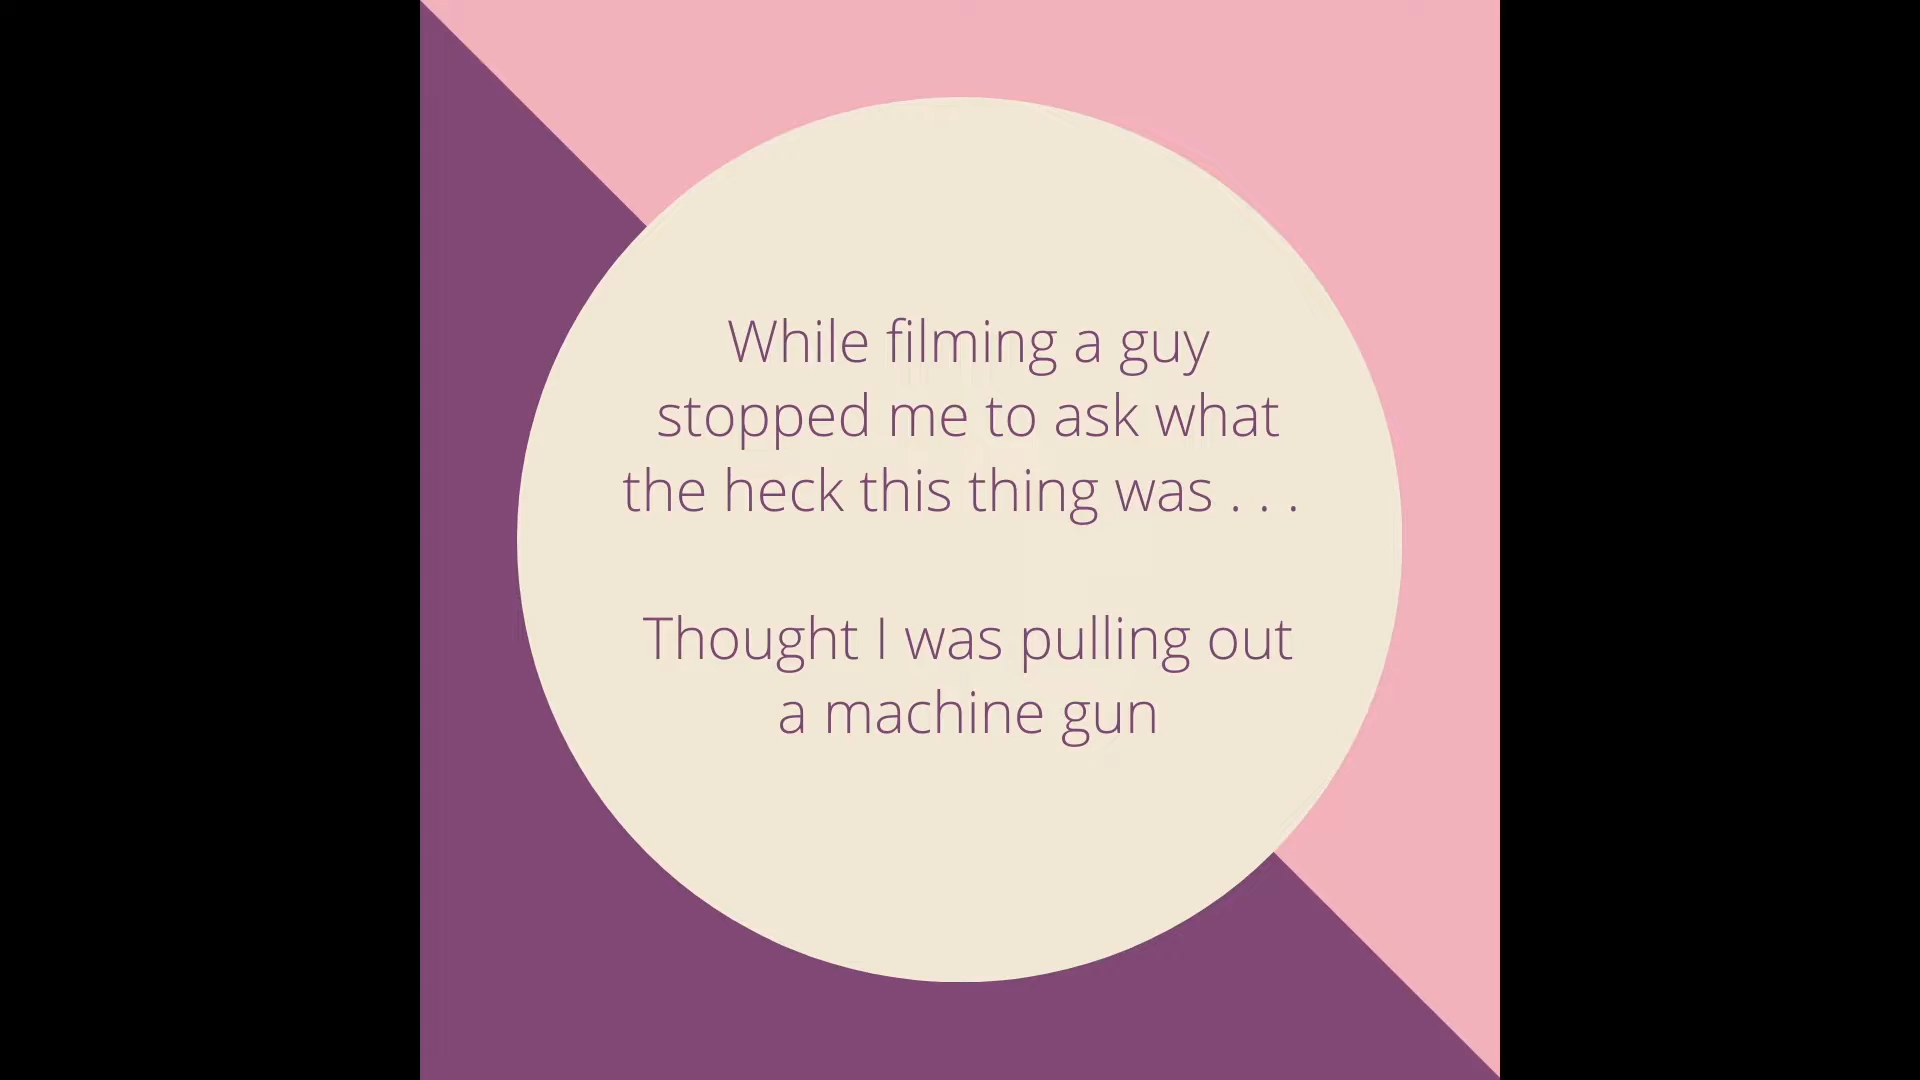 While filming a guy
stopped me to ask what
the heck this thing was . . .
Thought I was pulling out
a machine gun